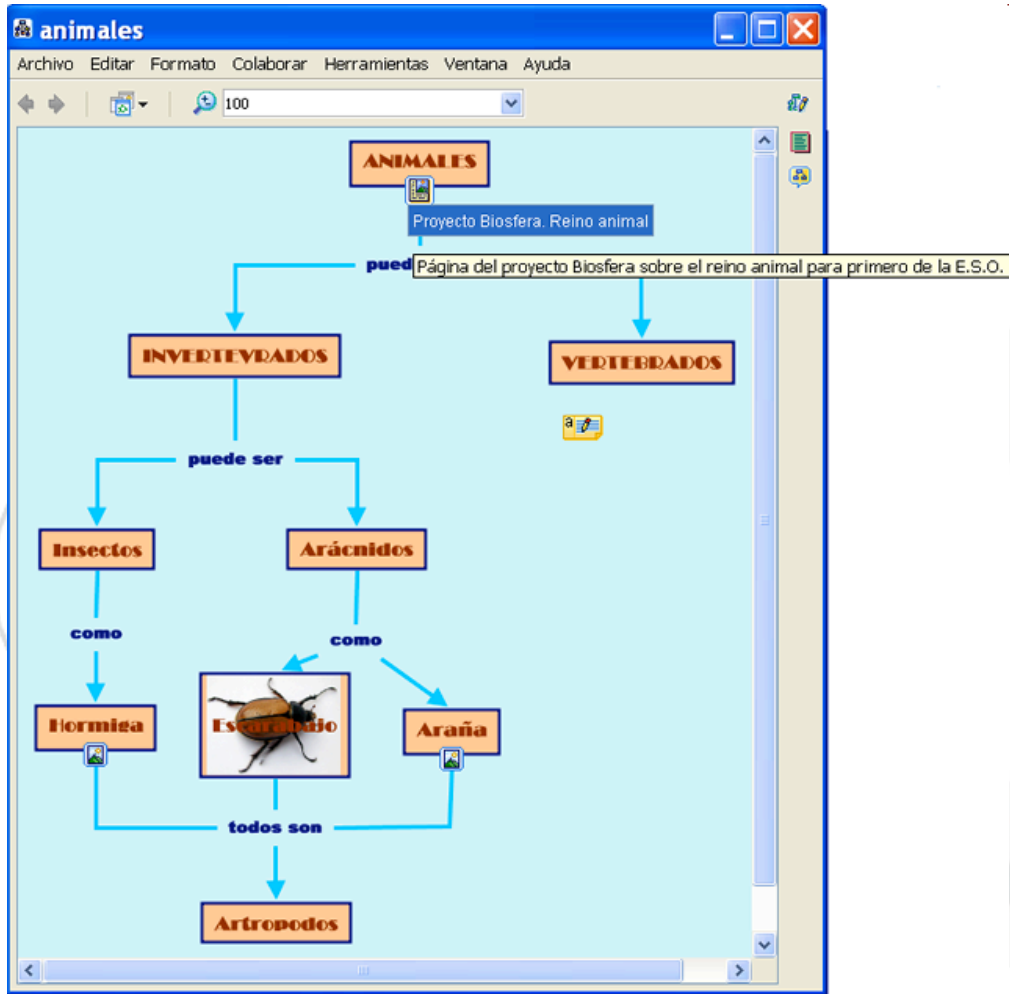 animales
Archivo Editar Formato Colaborar Herramientas Ventana Ayuda
100
ANIMALES
Proyecto Biosfera. Reino animal
pued
Página del proyecto Biosfera sobre el reino animal para primero de la E.S.O.
INVERTEVRADOS
VERTEBRADOS
a
puede ser
Insectos
Arácnidos
como
como
Hormiga
Escarabajo
Araña
todos son
Artropodos